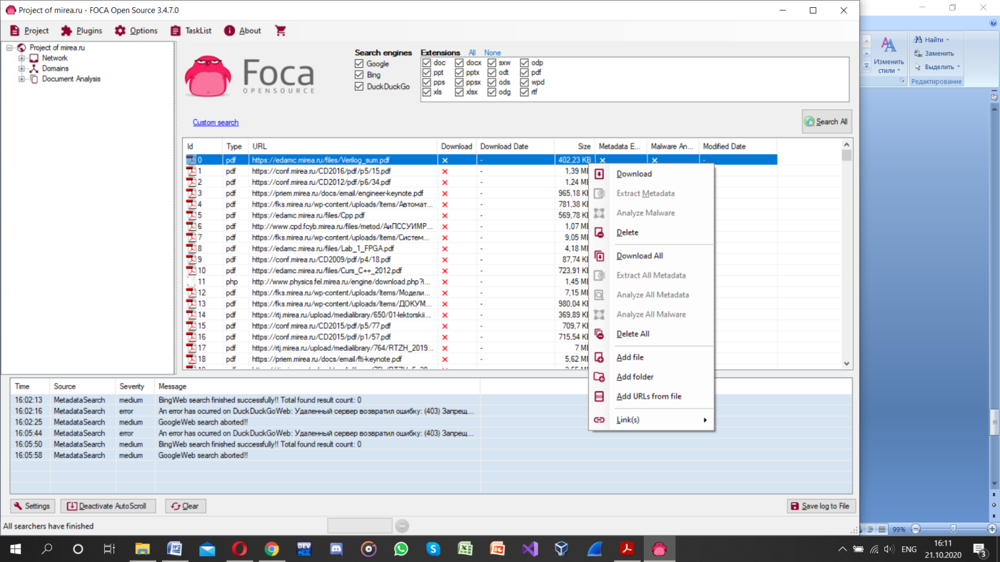 Project of mirea.ru - FOCA Open Source 3.4.7.0
Project Plugins Options TaskList About
Project of mirea.ru
Network
Domains
Document Analysis
Foca
OPENSOURCE
Search engines
Google
Bing
DuckDuckGo
Extensions All None
doc docx sxw odp
ppt pptx odt pdf
pps ppsx ods wpd
xls xlsx odg rtf
Custom search
Search All
Id Type URL Download Download Date Size Metadata E... Malware An... Modified Date
0 pdf https://edamc.mirea.ru/files/Verilog_sum.pdf × - 402,23 KB × × -
1 pdf https://conf.mirea.ru/CD2016/pdf/p5/15.pdf × - 1,39 MB
2 pdf https://conf.mirea.ru/CD2012/pdf/p6/34.pdf × - 1,24 MB
3 pdf https://priem.mirea.ru/docs/email/engineer-keynote.pdf × - 965,18 KB
4 pdf https://fks.mirea.ru/wp-content/uploads/Items/Автомат... × - 781,38 KB
5 pdf https://edamc.mirea.ru/files/Cpp.pdf × - 569,78 KB
6 pdf http://www.cpd.fcyb.mirea.ru/files/metod/АиПССУИМР... × - 1,07 MB
7 pdf https://fks.mirea.ru/wp-content/uploads/Items/Систем... × - 9,05 MB
8 pdf https://edamc.mirea.ru/files/Lab_1_FPGA.pdf × - 4,18 MB
9 pdf https://conf.mirea.ru/CD2009/pdf/p4/18.pdf × - 87,74 KB
10 pdf https://edamc.mirea.ru/files/Curs_C++_2012.pdf × - 723,91 KB
11 php http://www.physics.fel.mirea.ru/engine/download.php?i... × - 1,45 MB
12 pdf https://fks.mirea.ru/wp-content/uploads/Items/Модели... × - 7,15 MB
13 pdf https://fks.mirea.ru/wp-content/uploads/Items/ДОКУМ... × - 980,04 KB
14 pdf https://rtj.mirea.ru/upload/medialibrary/650/01-lektorskii... × - 369,89 KB
15 pdf https://conf.mirea.ru/CD2015/pdf/p5/77.pdf × - 709,7 KB
16 pdf https://conf.mirea.ru/CD2015/pdf/p1/57.pdf × - 715,54 KB
17 pdf https://rtj.mirea.ru/upload/medialibrary/764/RTZH_2019... × - 7 MB
18 pdf https://priem.mirea.ru/docs/email/fti-keynote.pdf × - 5,62 MB
Download
Extract Metadata
Analyze Malware
Delete
Download All
Extract All Metadata
Analyze All Metadata
Analyze All Malware
Delete All
Add file
Add folder
Add URLs from file
Link(s)
Time Source Severity Message
16:02:13 MetadataSearch medium BingWeb search finished successfully!! Total found result count: 0
16:02:16 MetadataSearch error An error has ocurred on DuckDuckGoWeb: Удаленный сервер возвратил ошибку: (403) Запрещ...
16:02:25 MetadataSearch medium GoogleWeb search aborted!!
16:05:44 MetadataSearch error An error has ocurred on DuckDuckGoWeb: Удаленный сервер возвратил ошибку: (403) Запрещ...
16:05:50 MetadataSearch medium BingWeb search finished successfully!! Total found result count: 0
16:05:58 MetadataSearch medium GoogleWeb search aborted!!
Settings Deactivate AutoScroll Clear Save log to File
All searchers have finished
Изменить
стили
Найти
Заменить
Выделить
Редактирование
99%
DEV
ENG
16:11
21.10.2020
3